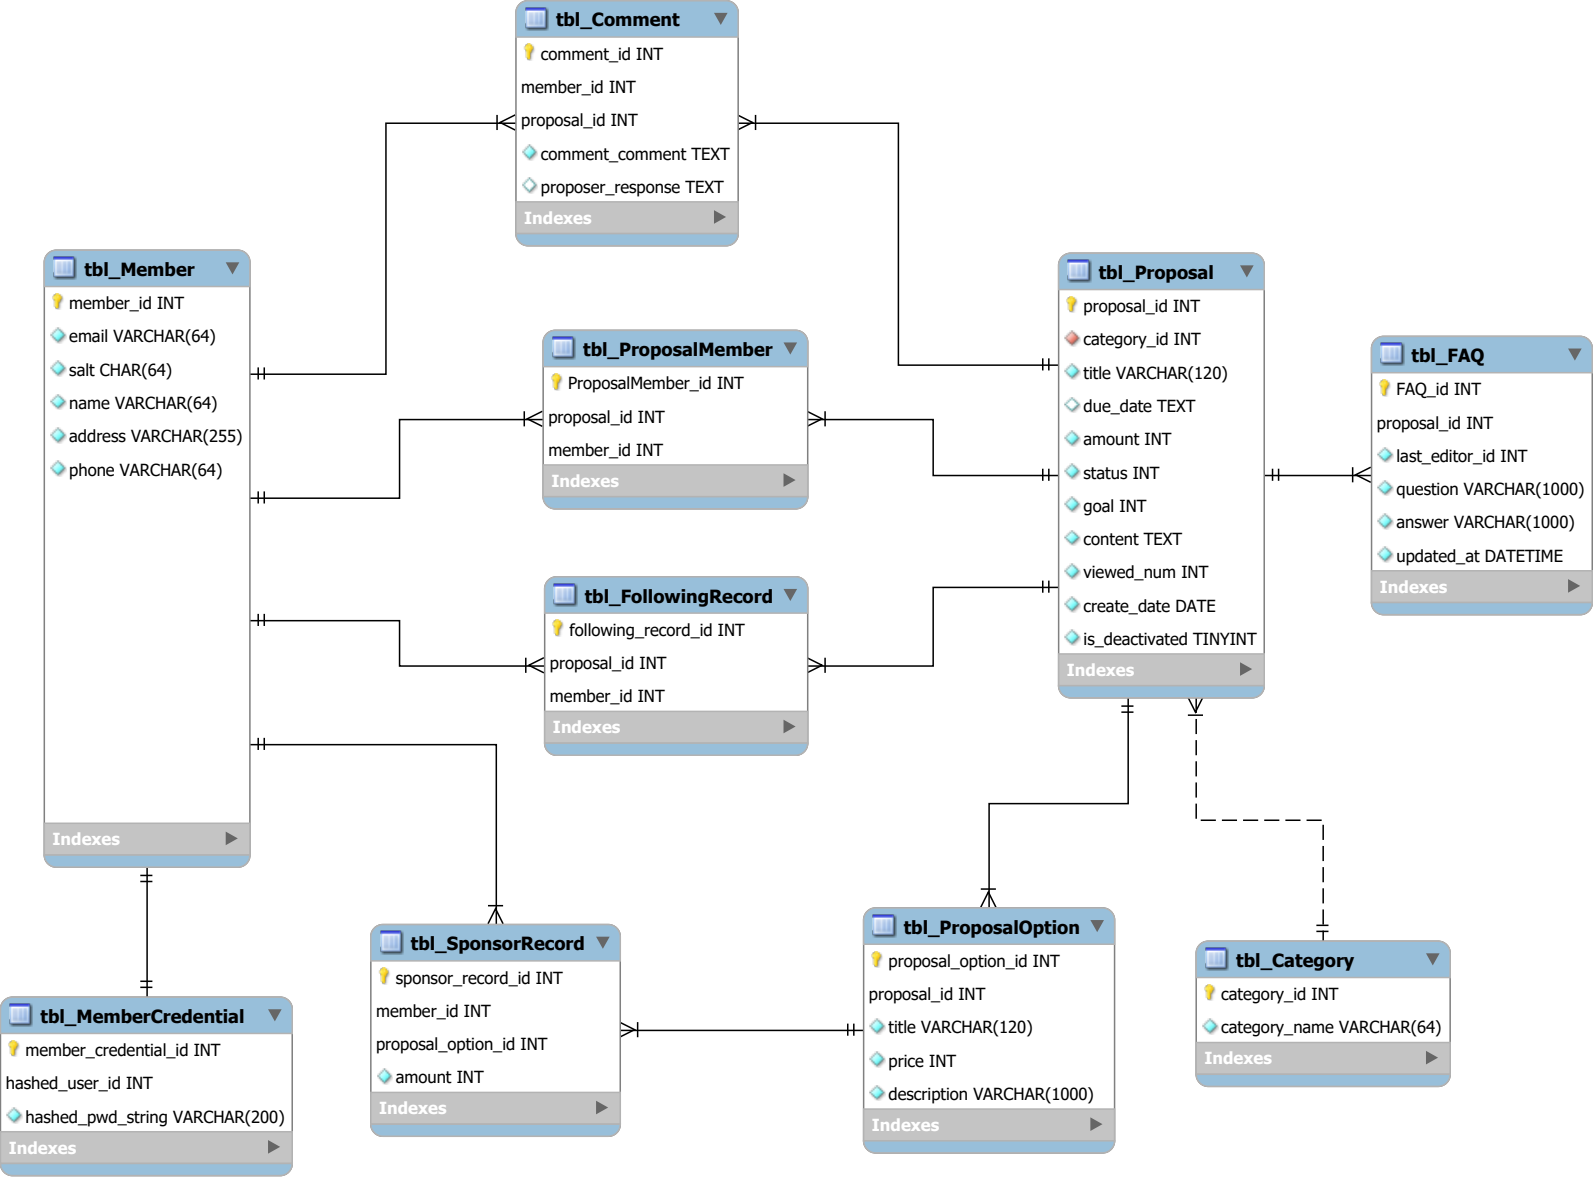 tbl_Comment
comment_id INT
member_id INT
proposal_id INT
comment_comment TEXT
proposer_response TEXT
Indexes
tbl_Member
member_id INT
email VARCHAR(64)
salt CHAR(64)
name VARCHAR(64)
address VARCHAR(255)
phone VARCHAR(64)
Indexes
tbl_ProposalMember
ProposalMember_id INT
proposal_id INT
member_id INT
Indexes
tbl_FollowingRecord
following_record_id INT
proposal_id INT
member_id INT
Indexes
tbl_Proposal
proposal_id INT
category_id INT
title VARCHAR(120)
due_date TEXT
amount INT
status INT
goal INT
content TEXT
viewed_num INT
create_date DATE
is_deactivated TINYINT
Indexes
tbl_FAQ
FAQ_id INT
proposal_id INT
last_editor_id INT
question VARCHAR(1000)
answer VARCHAR(1000)
updated_at DATETIME
Indexes
tbl_MemberCredential
member_credential_id INT
hashed_user_id INT
hashed_pwd_string VARCHAR(200)
Indexes
tbl_SponsorRecord
sponsor_record_id INT
member_id INT
proposal_option_id INT
amount INT
Indexes
tbl_ProposalOption
proposal_option_id INT
proposal_id INT
title VARCHAR(120)
price INT
description VARCHAR(1000)
Indexes
tbl_Category
category_id INT
category_name VARCHAR(64)
Indexes